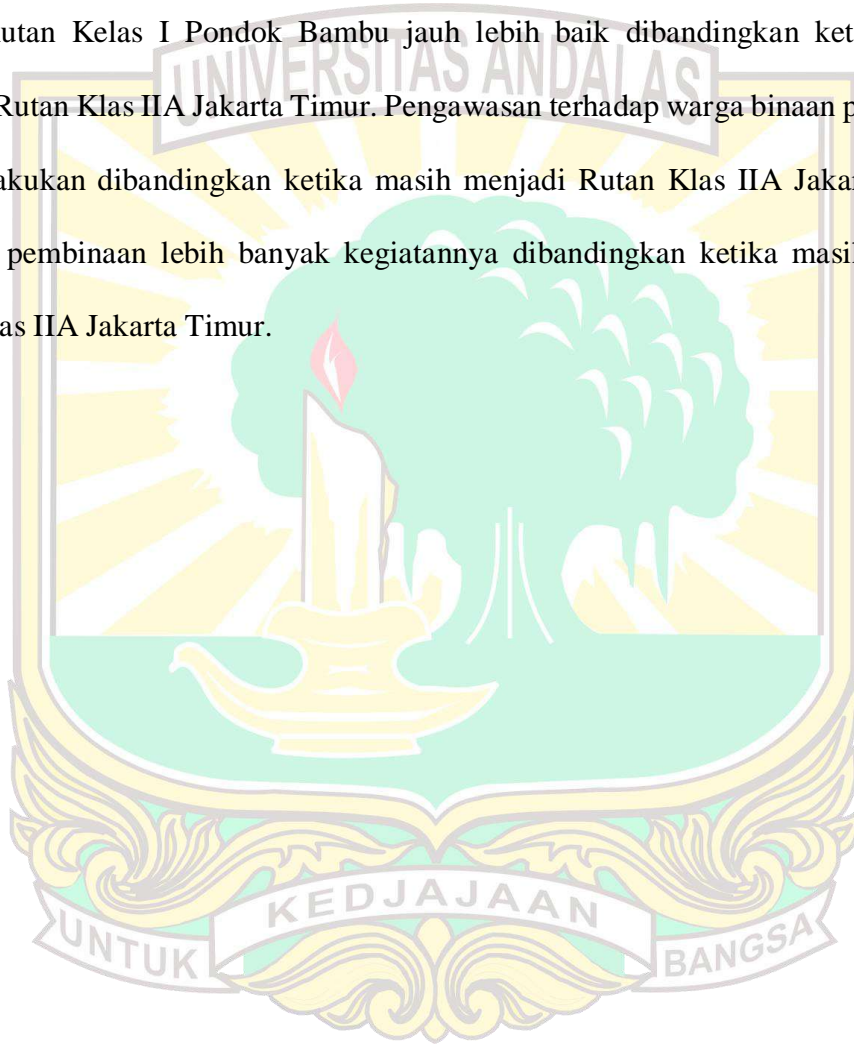 utan Kelas I Pondok Bambu jauh lebih baik dibandingkan ket
UNIVERSITAS ANDALAS
Rutan Klas IIA Jakarta Timur. Pengawasan terhadap warga binaan p
akukan dibandingkan ketika masih menjadi Rutan Klas IIA Jakar
pembinaan lebih banyak kegiatannya dibandingkan ketika masi
as IIA Jakarta Timur.
UNTUK KEDJAJAAN BANGSA